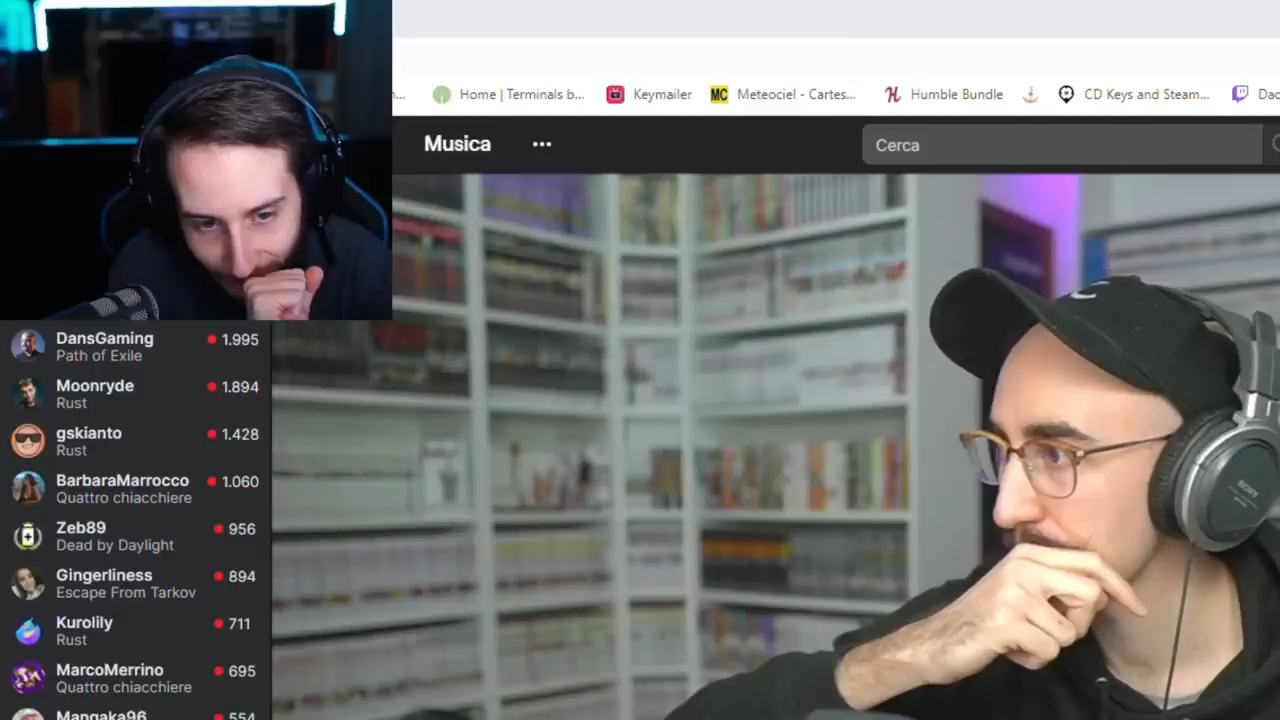 n...
Home | Terminals b...
Keymailer
MC
Meteociel - Cartes...
Humble Bundle
CD Keys and Steam...
Dac
Musica
Cerca
DansGaming
1.995
Path of Exile
Moonryde
1.894
Rust
gskianto
1.428
Rust
BarbaraMarrocco
1.060
Quattro chiacchiere
Zeb89
956
Dead by Daylight
Gingerliness
894
Escape From Tarkov
Kurolily
711
Rust
MarcoMerrino
695
Quattro chiacchiere
Mangaka96
554
SONY